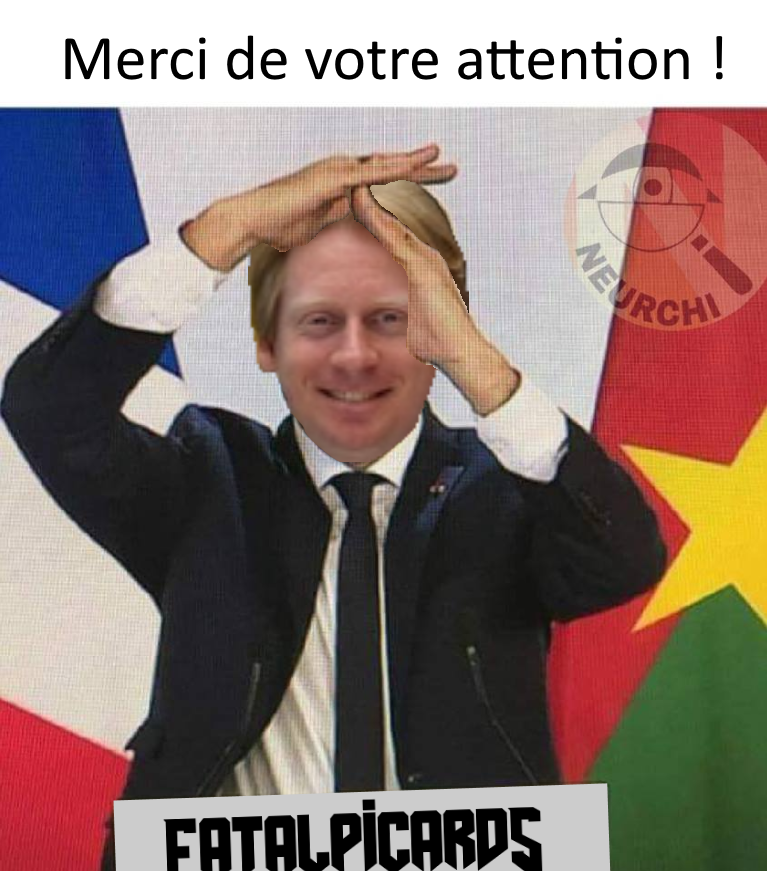 Merci de votre attention !
NEURCHI
FATALPiCARDS